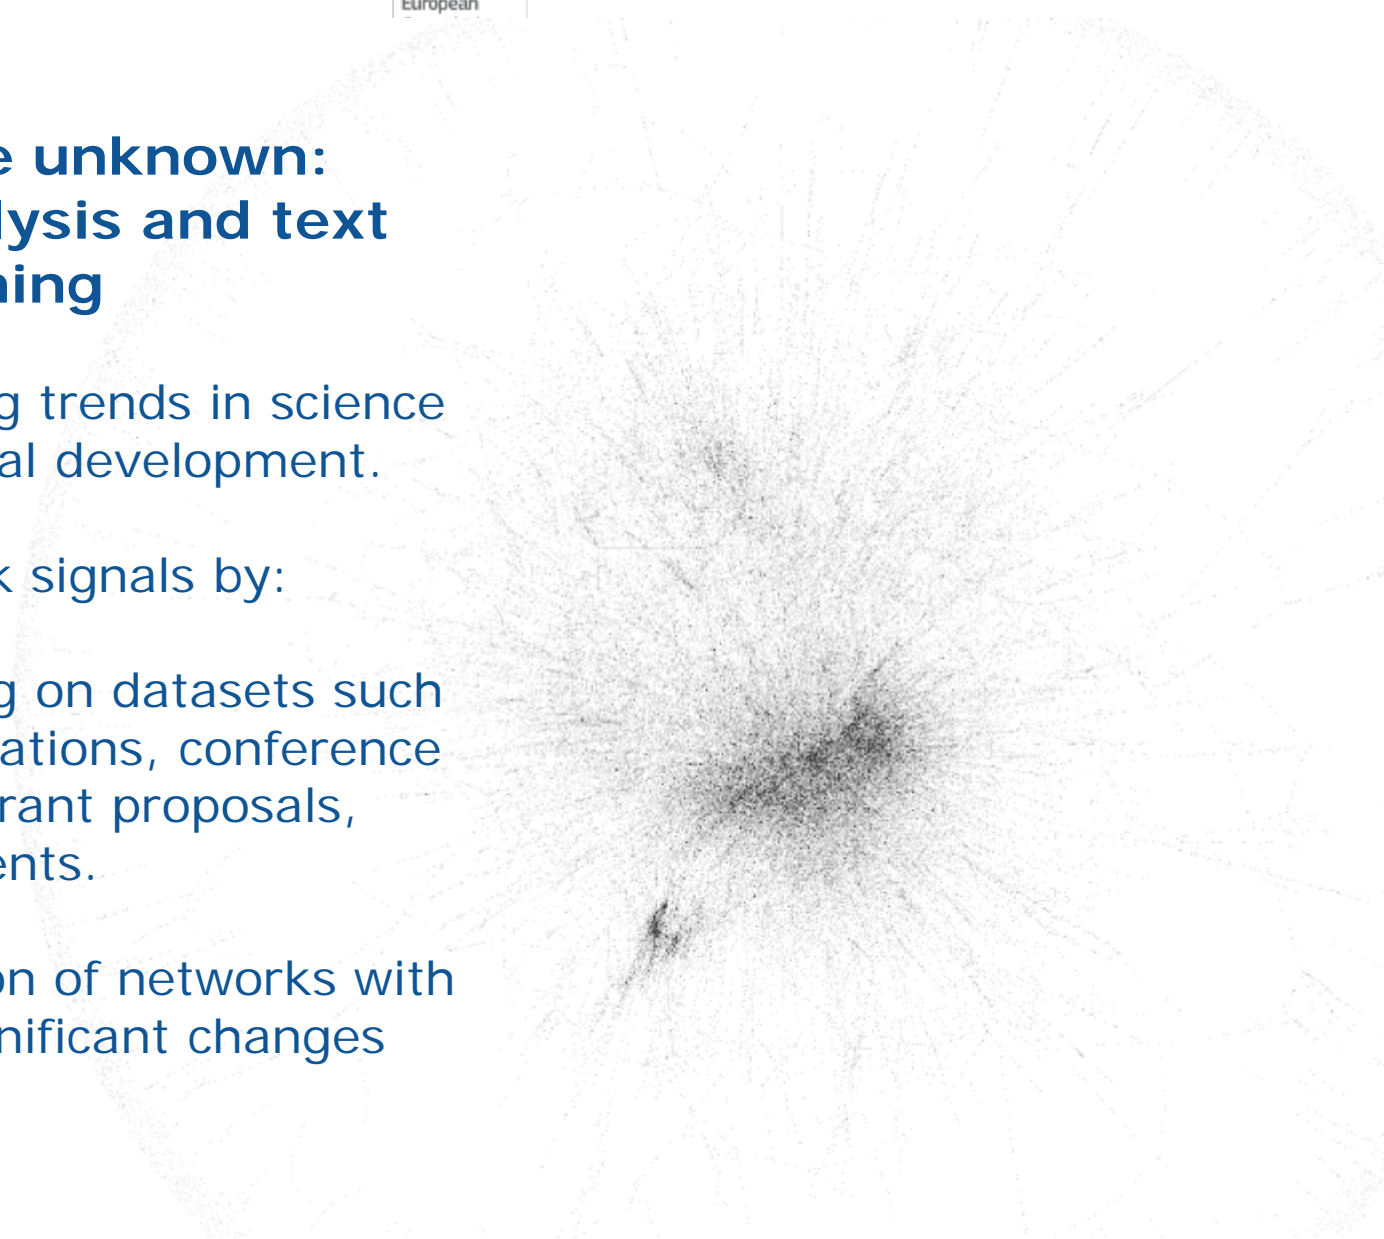 European
e unknown:
lysis and text
ning
g trends in science
al development.
k signals by:
g on datasets such
ations, conference
rant proposals,
ents.
on of networks with
nificant changes